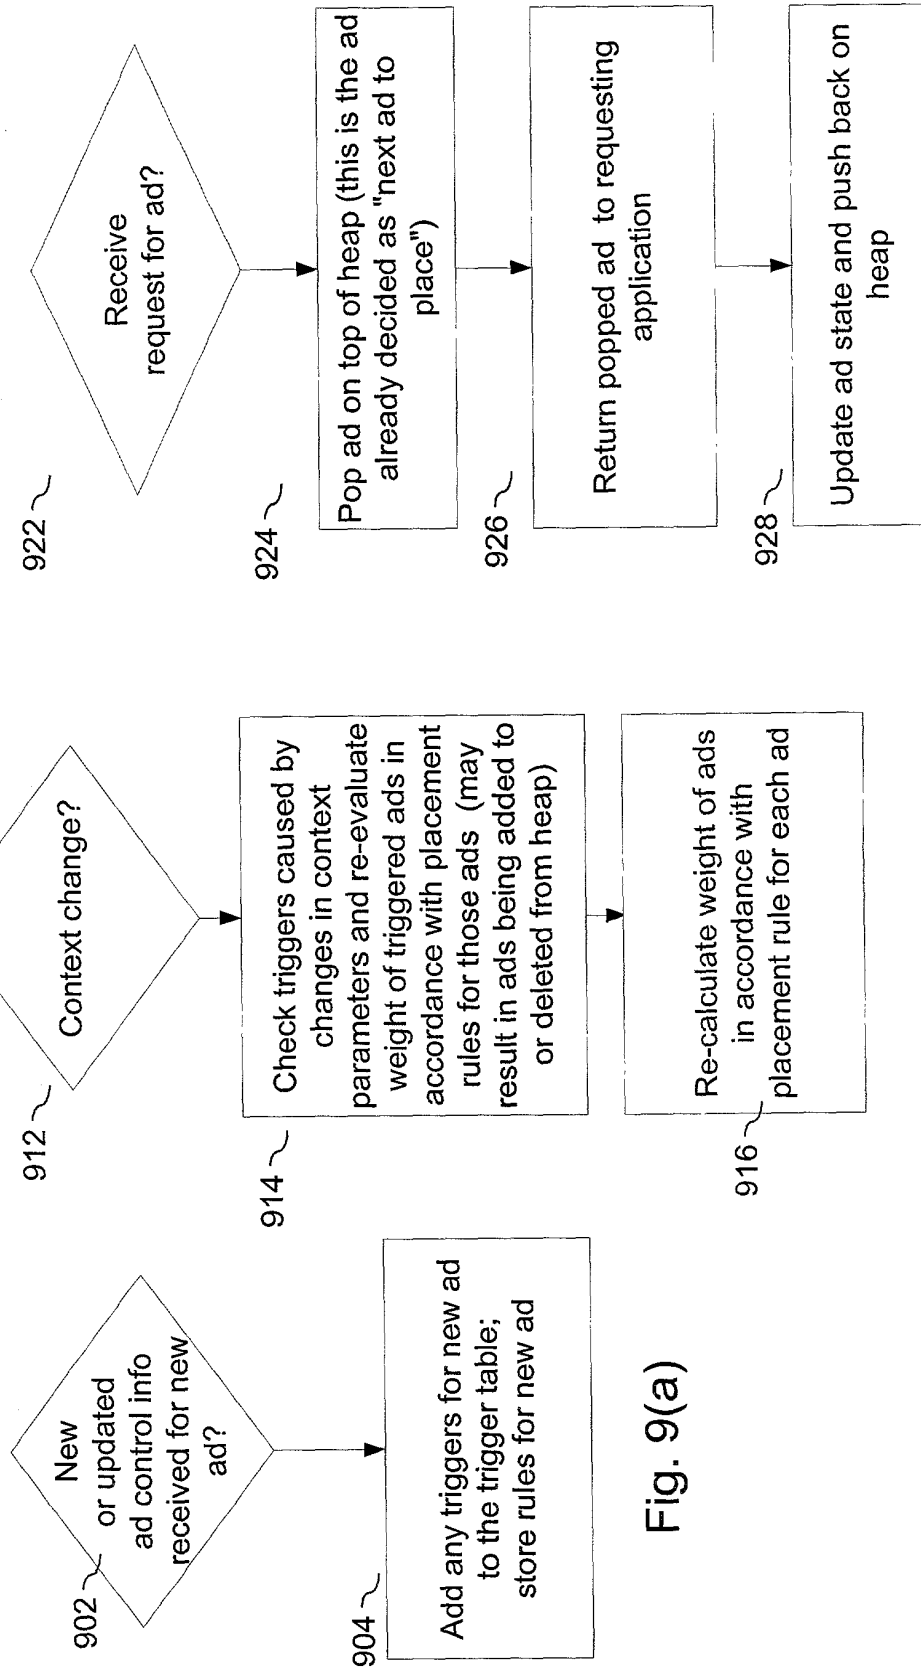 902
New
or updated
ad control info
received for new
ad?
904
Add any triggers for new ad
to the trigger table;
store rules for new ad
912
Context change?
914
Check triggers caused by
changes in context
parameters and re-evaluate
weight of triggered ads in
accordance with placement
rules for those ads (may
result in ads being added to
or deleted from heap)
916
Re-calculate weight of ads
in accordance with
placement rule for each ad
922
Receive
request for ad?
924
Pop ad on top of heap (this is the ad
already decided as "next ad to
place")
926
Return popped ad to requesting
application
928
Update ad state and push back on
heap
Fig. 9(a)